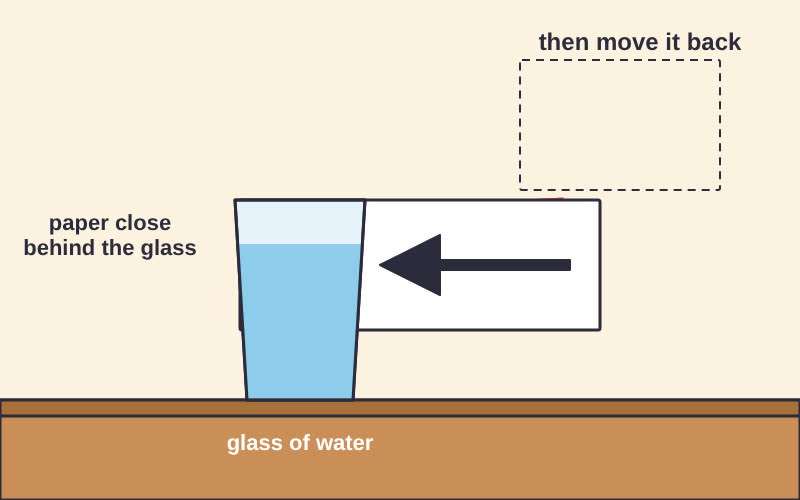 then move it back
paper close
behind the glass
glass of water